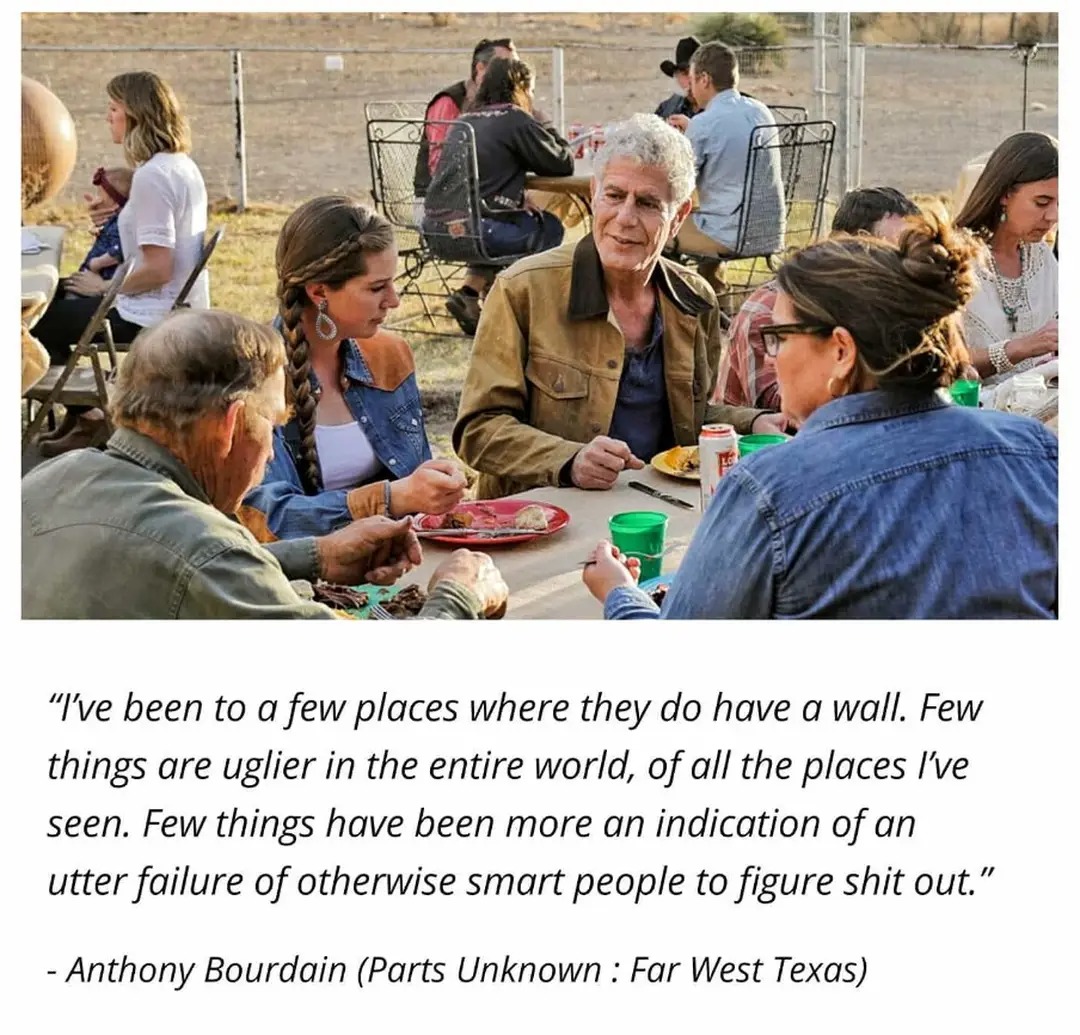 “I’ve been to a few places where they do have a wall. Few
things are uglier in the entire world, of all the places I’ve
seen. Few things have been more an indication of an
utter failure of otherwise smart people to figure shit out.”
- Anthony Bourdain (Parts Unknown : Far West Texas)